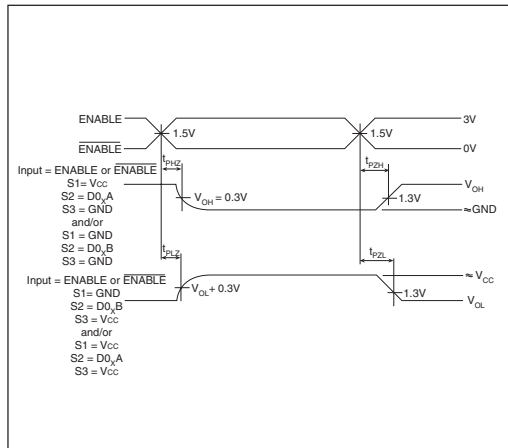 ENABLE
3V
1.5V
1.5V
ENABLE
0V
tPHZ
tPZH
Input = ENABLE or ENABLE
S1= VCC
S2 = D0XA
S3 = GND
and/or
S1 = GND
S2 = D0XB
S3 = GND
VOH = 0.3V
VOH
1.3V
≈GND
tPLZ
tPZL
Input = ENABLE or ENABLE
S1= GND
S2 = D0XB
S3 = VCC
and/or
S1 = VCC
S2 = D0XA
S3 = VCC
VOL + 0.3V
≈ VCC
1.3V
VOL